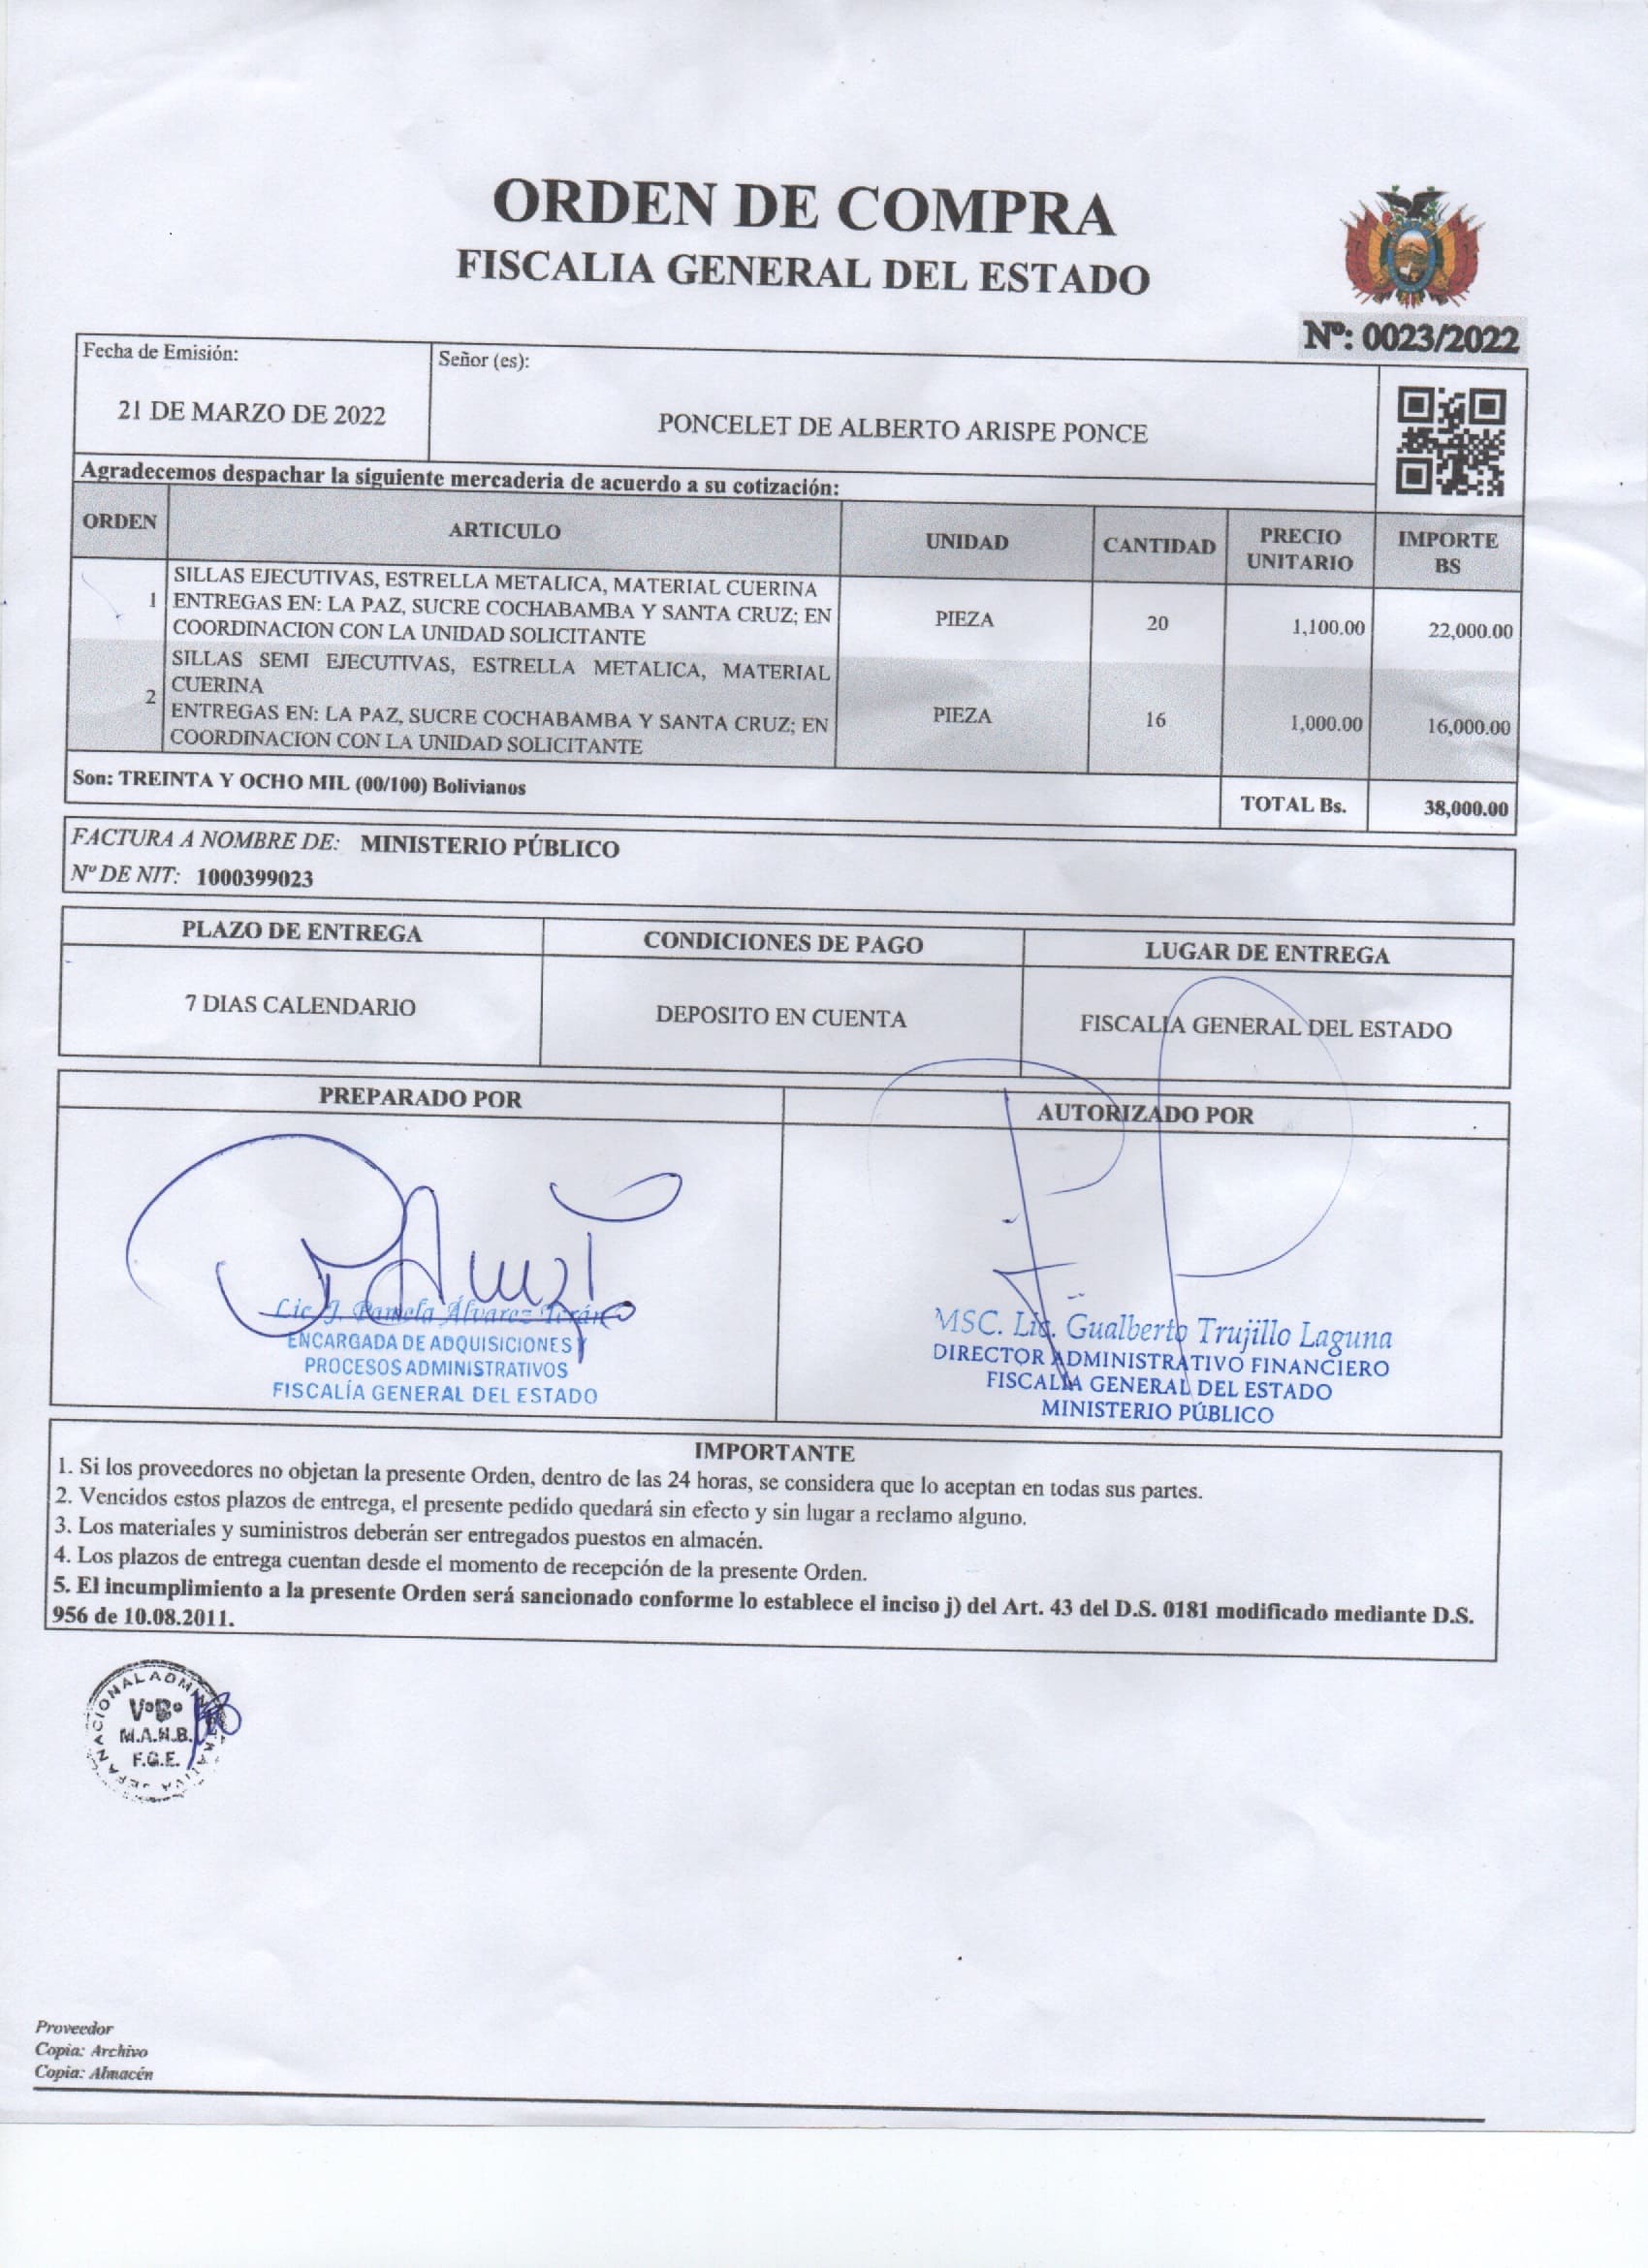 ORDEN DE COMPRA
FISCALIA GENERAL DEL ESTADO
Nº: 0023/2022
Fecha de Emisión:
21 DE MARZO DE 2022
Señor (es):
PONCELET DE ALBERTO ARISPE PONCE
Agradecemos despachar la siguiente mercaderia de acuerdo a su cotización:
ORDEN ARTICULO UNIDAD CANTIDAD PRECIO UNITARIO IMPORTE BS
1 SILLAS EJECUTIVAS, ESTRELLA METALICA, MATERIAL CUERINA
ENTREGAS EN: LA PAZ, SUCRE COCHABAMBA Y SANTA CRUZ; EN
COORDINACION CON LA UNIDAD SOLICITANTE
PIEZA 20 1,100.00 22,000.00
2 SILLAS SEMI EJECUTIVAS, ESTRELLA METALICA, MATERIAL
CUERINA
ENTREGAS EN: LA PAZ, SUCRE COCHABAMBA Y SANTA CRUZ; EN
COORDINACION CON LA UNIDAD SOLICITANTE
PIEZA 16 1,000.00 16,000.00
Son: TREINTA Y OCHO MIL (00/100) Bolivianos
TOTAL Bs. 38,000.00
FACTURA A NOMBRE DE: MINISTERIO PÚBLICO
Nº DE NIT: 1000399023
PLAZO DE ENTREGA CONDICIONES DE PAGO LUGAR DE ENTREGA
7 DIAS CALENDARIO DEPOSITO EN CUENTA FISCALIA GENERAL DEL ESTADO
PREPARADO POR AUTORIZADO POR
Lic. J. Pamela Álvarez Terán
ENCARGADA DE ADQUISICIONES Y
PROCESOS ADMINISTRATIVOS
FISCALÍA GENERAL DEL ESTADO
MSC. Lic. Gualberto Trujillo Laguna
DIRECTOR ADMINISTRATIVO FINANCIERO
FISCALÍA GENERAL DEL ESTADO
MINISTERIO PÚBLICO
IMPORTANTE
1. Si los proveedores no objetan la presente Orden, dentro de las 24 horas, se considera que lo aceptan en todas sus partes.
2. Vencidos estos plazos de entrega, el presente pedido quedará sin efecto y sin lugar a reclamo alguno.
3. Los materiales y suministros deberán ser entregados puestos en almacén.
4. Los plazos de entrega cuentan desde el momento de recepción de la presente Orden.
5. El incumplimiento a la presente Orden será sancionado conforme lo establece el inciso j) del Art. 43 del D.S. 0181 modificado mediante D.S.
956 de 10.08.2011.
VºBº
M.A.H.B.
F.G.E.
Proveedor
Copia: Archivo
Copia: Almacén